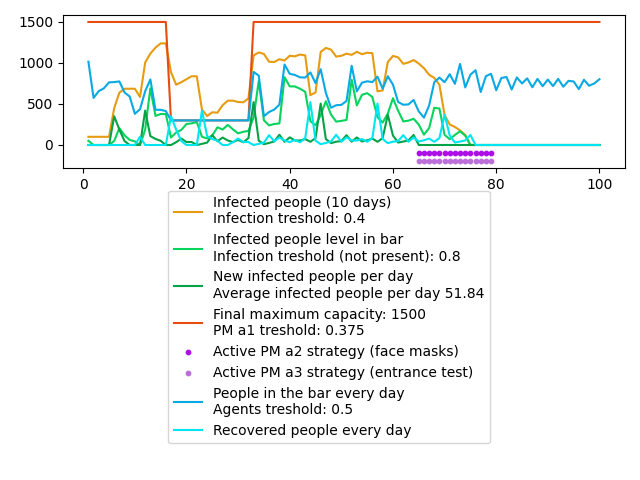 1500
1000
500
0
0 20 40 60 80 100
Infected people (10 days)
Infection treshold: 0.4
Infected people level in bar
Infection treshold (not present): 0.8
New infected people per day
Average infected people per day 51.84
Final maximum capacity: 1500
PM a1 treshold: 0.375
Active PM a2 strategy (face masks)
Active PM a3 strategy (entrance test)
People in the bar every day
Agents treshold: 0.5
Recovered people every day